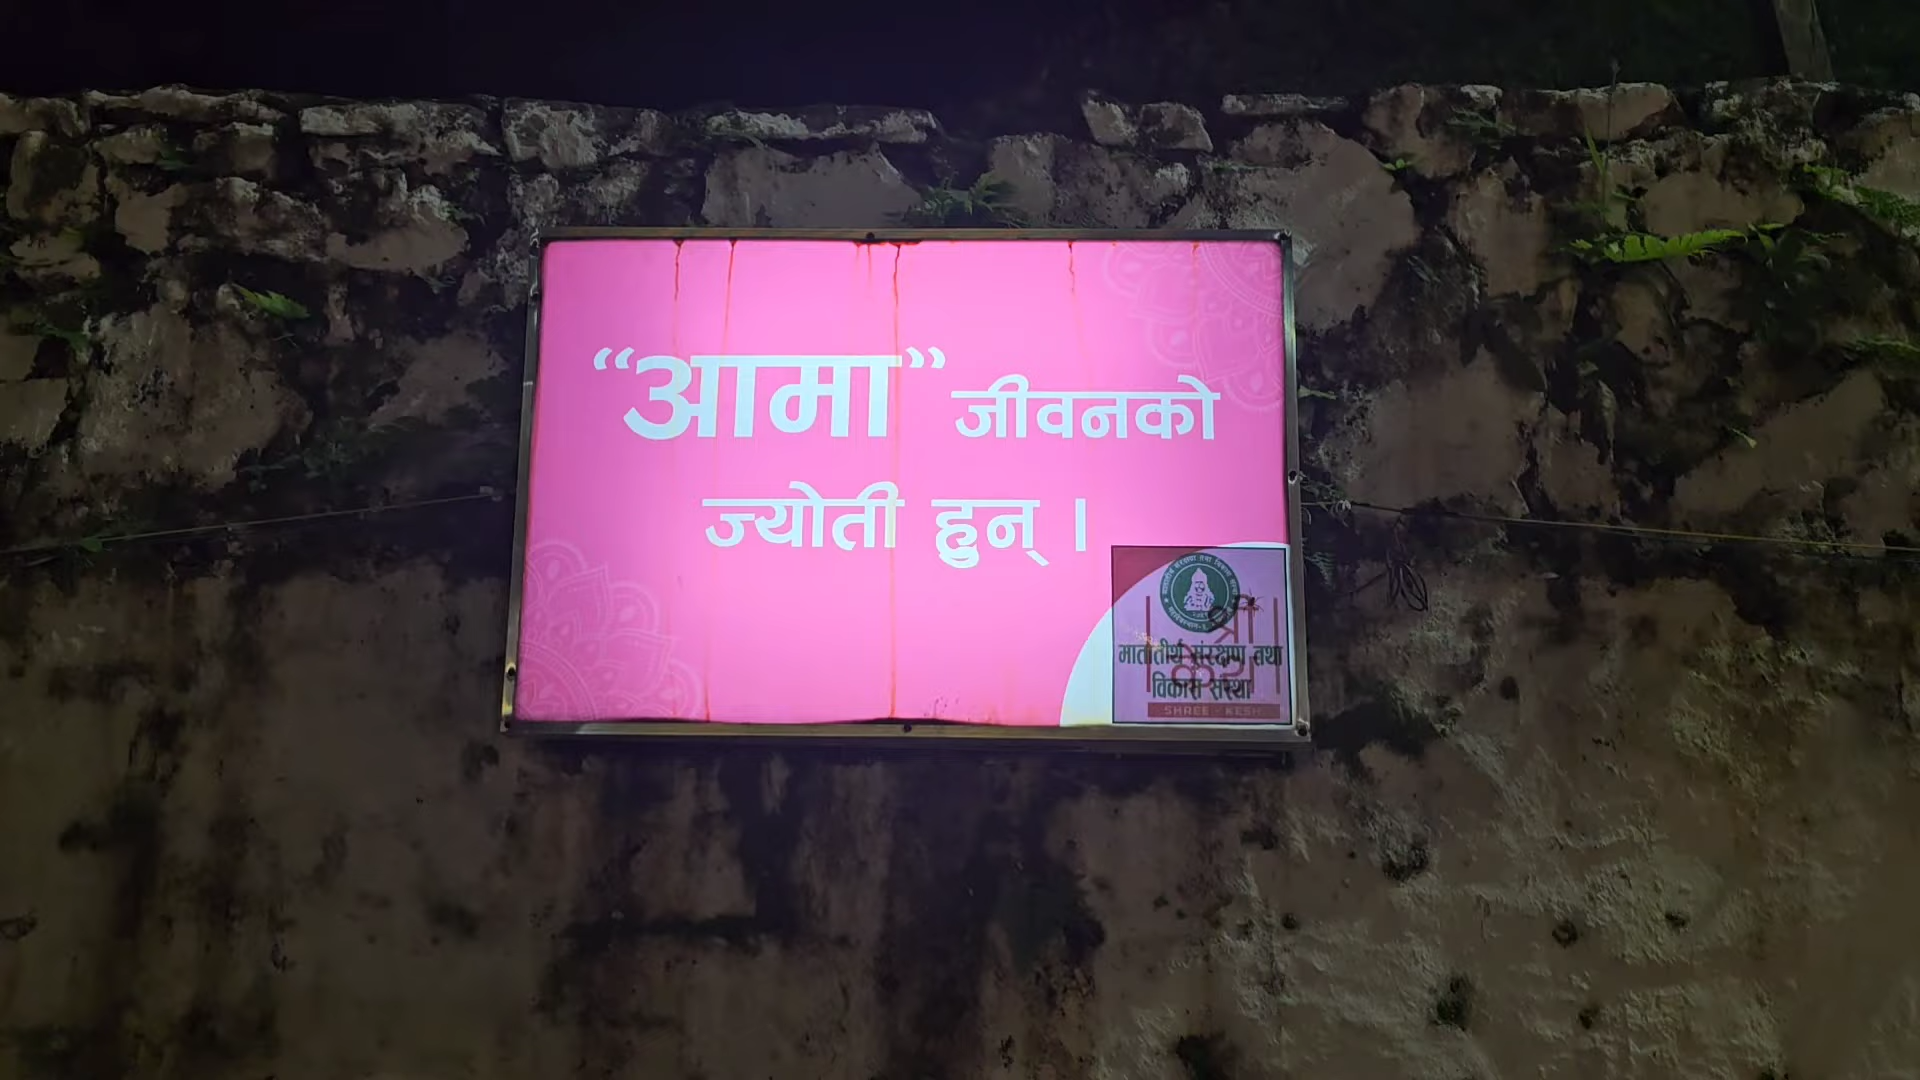 “आमा” जीवनको
ज्योती हुन् ।
श्री
मातातीर्थ संरक्षण तथा
केश
विकास संस्था
SHREE - KESH